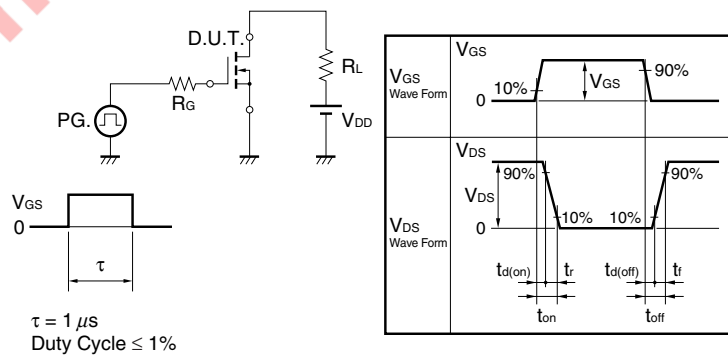 D.U.T.
RL
RG
PG.
VDD
VGS
0
τ
τ = 1 μs
Duty Cycle ≤ 1%
VGS
Wave Form
VGS
10%
0
VGS
90%
VDS
Wave Form
VDS
90%
VDS
0
10%
10%
90%
td(on)
tr
td(off)
tf
ton
toff